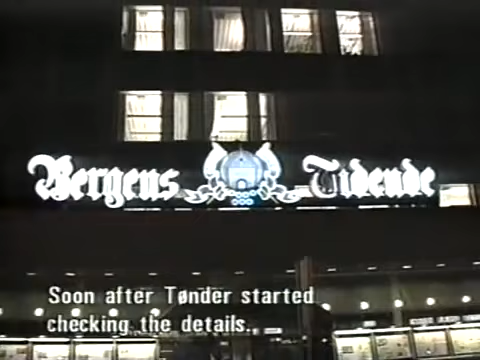 Bergens Tidende
Soon after Tønder started
checking the details.